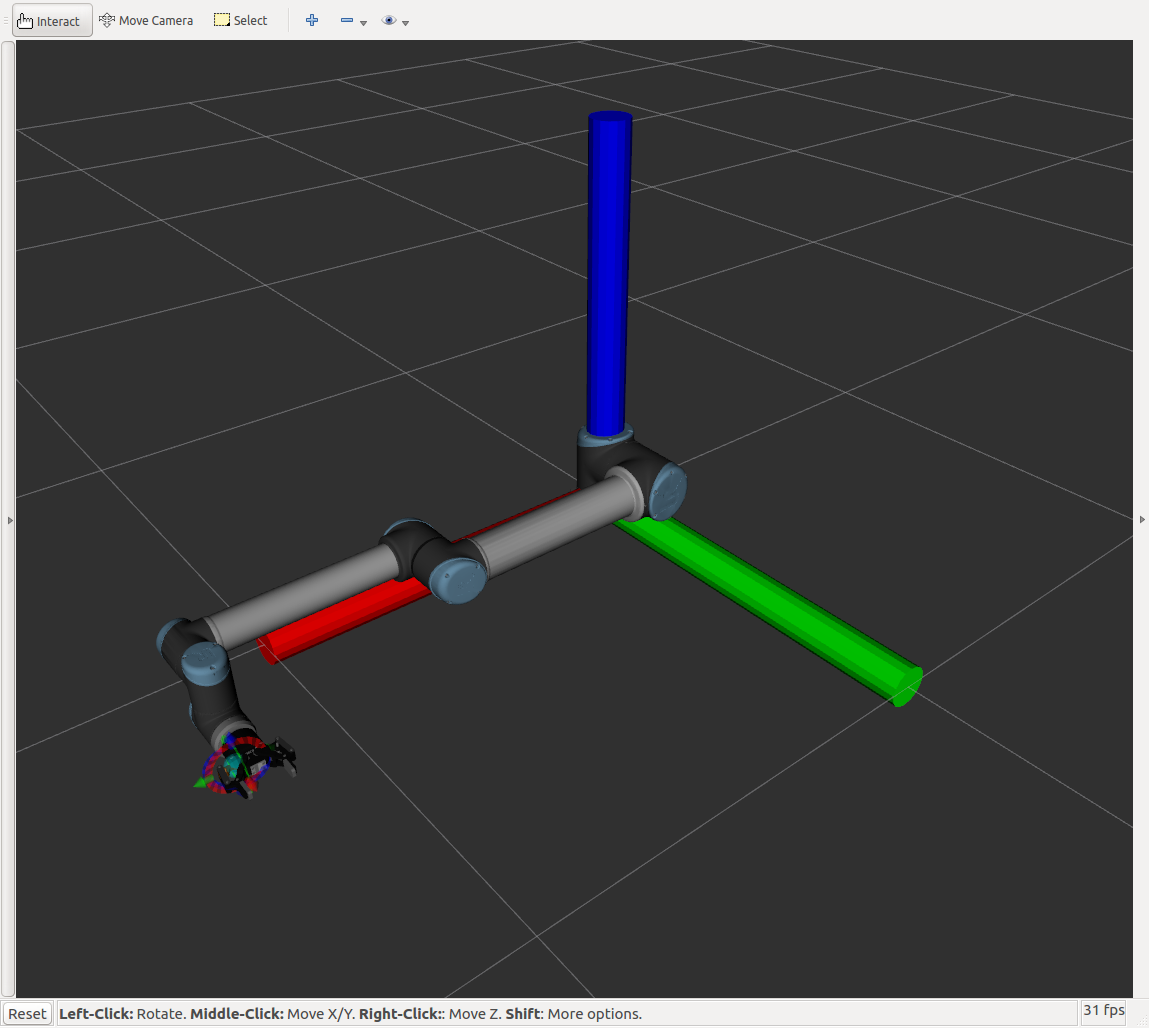 Interact Move Camera Select
31 fps
Reset Left-Click: Rotate. Middle-Click: Move X/Y. Right-Click:: Move Z. Shift: More options.